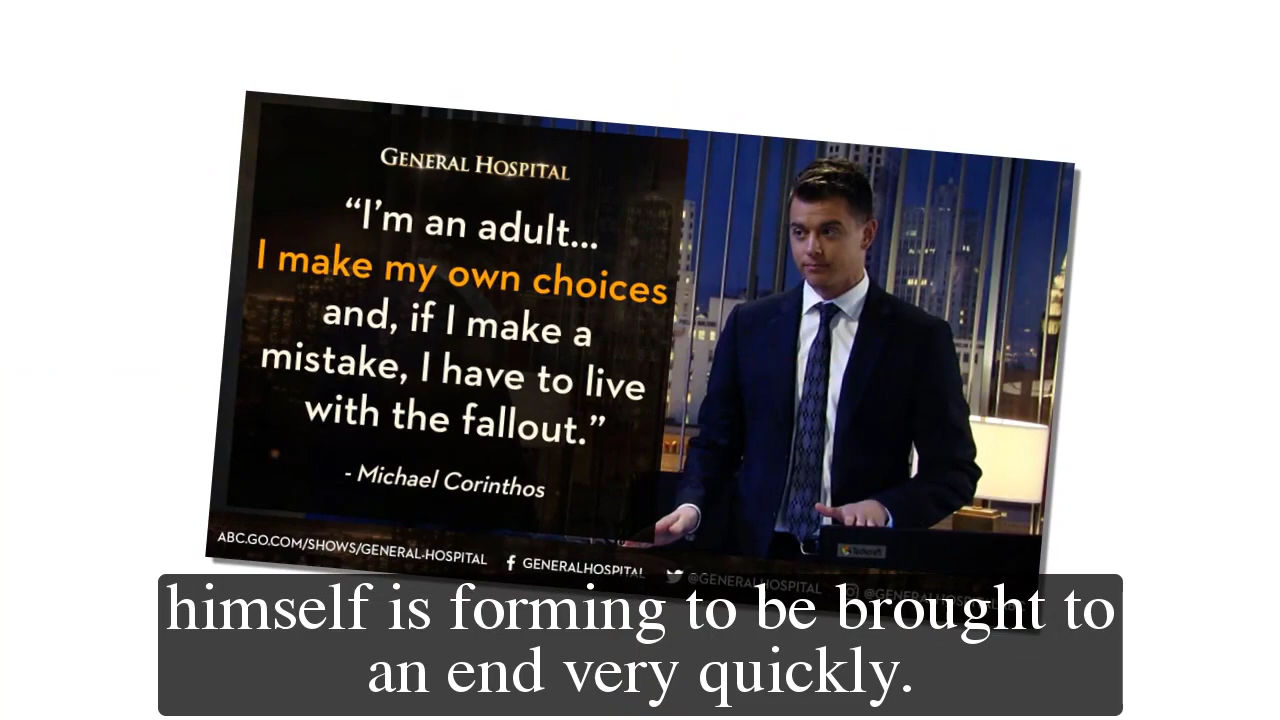 GENERAL HOSPITAL
“I’m an adult...
I make my own choices
and, if I make a
mistake, I have to live
with the fallout.”
- Michael Corinthos
ABC.GO.COM/SHOWS/GENERAL-HOSPITAL GENERALHOSPITAL @GENERALHOSPITAL
himself is forming to be brought to
an end very quickly.